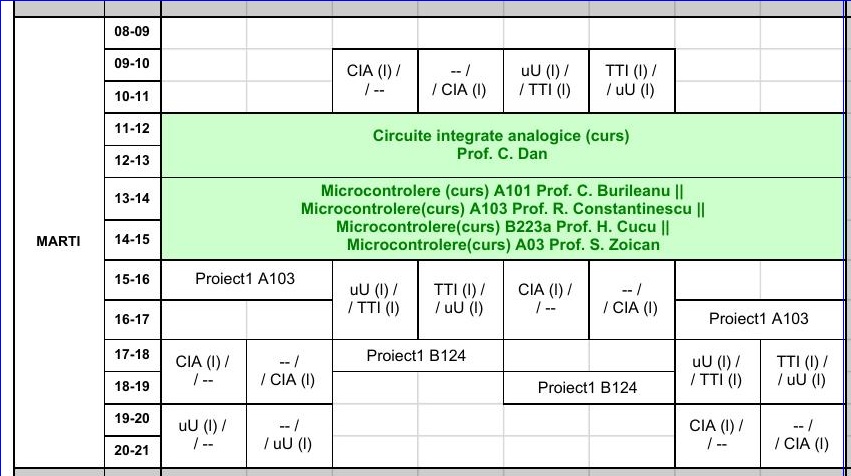 08-09
09-10
CIA (l) /
/ --
-- /
/ CIA (l)
uU (l) /
/ TTI (l)
TTI (l) /
/ uU (l)
10-11
11-12
Circuite integrate analogice (curs)
Prof. C. Dan
12-13
13-14
Microcontrolere (curs) A101 Prof. C. Burileanu ||
Microcontrolere(curs) A103 Prof. R. Constantinescu ||
Microcontrolere(curs) B223a Prof. H. Cucu ||
Microcontrolere(curs) A03 Prof. S. Zoican
14-15
MARTI
15-16
Proiect1 A103
uU (l) /
/ TTI (l)
TTI (l) /
/ uU (l)
CIA (l) /
/ --
-- /
/ CIA (l)
16-17
Proiect1 A103
17-18
CIA (l) /
/ --
-- /
/ CIA (l)
Proiect1 B124
uU (l) /
/ TTI (l)
TTI (l) /
/ uU (l)
18-19
Proiect1 B124
19-20
uU (l) /
/ --
-- /
/ uU (l)
CIA (l) /
/ --
-- /
/ CIA (l)
20-21